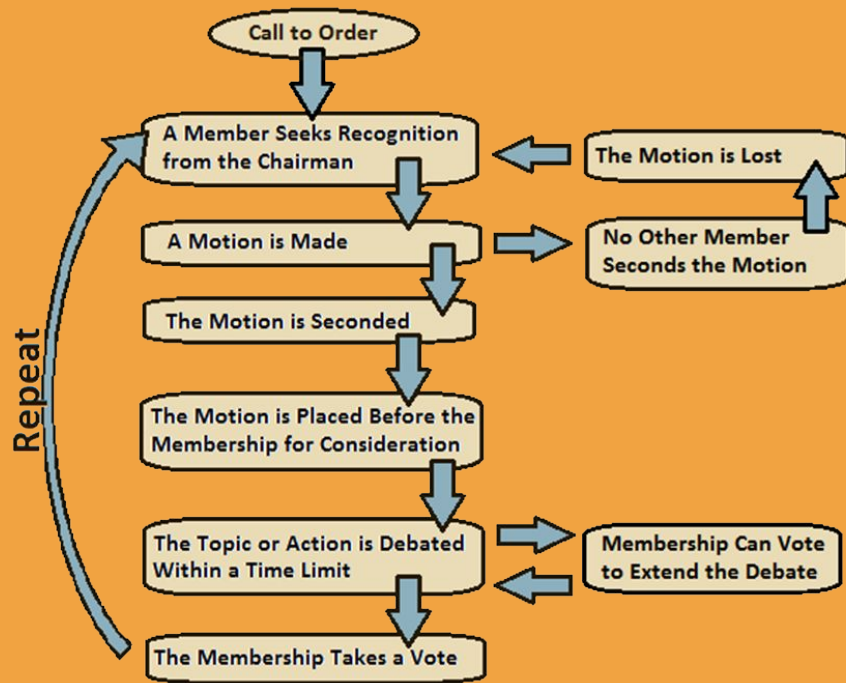 Call to Order
A Member Seeks Recognition
from the Chairman
The Motion is Lost
A Motion is Made
No Other Member
Seconds the Motion
The Motion is Seconded
Repeat
The Motion is Placed Before the
Membership for Consideration
The Topic or Action is Debated
Within a Time Limit
Membership Can Vote
to Extend the Debate
The Membership Takes a Vote